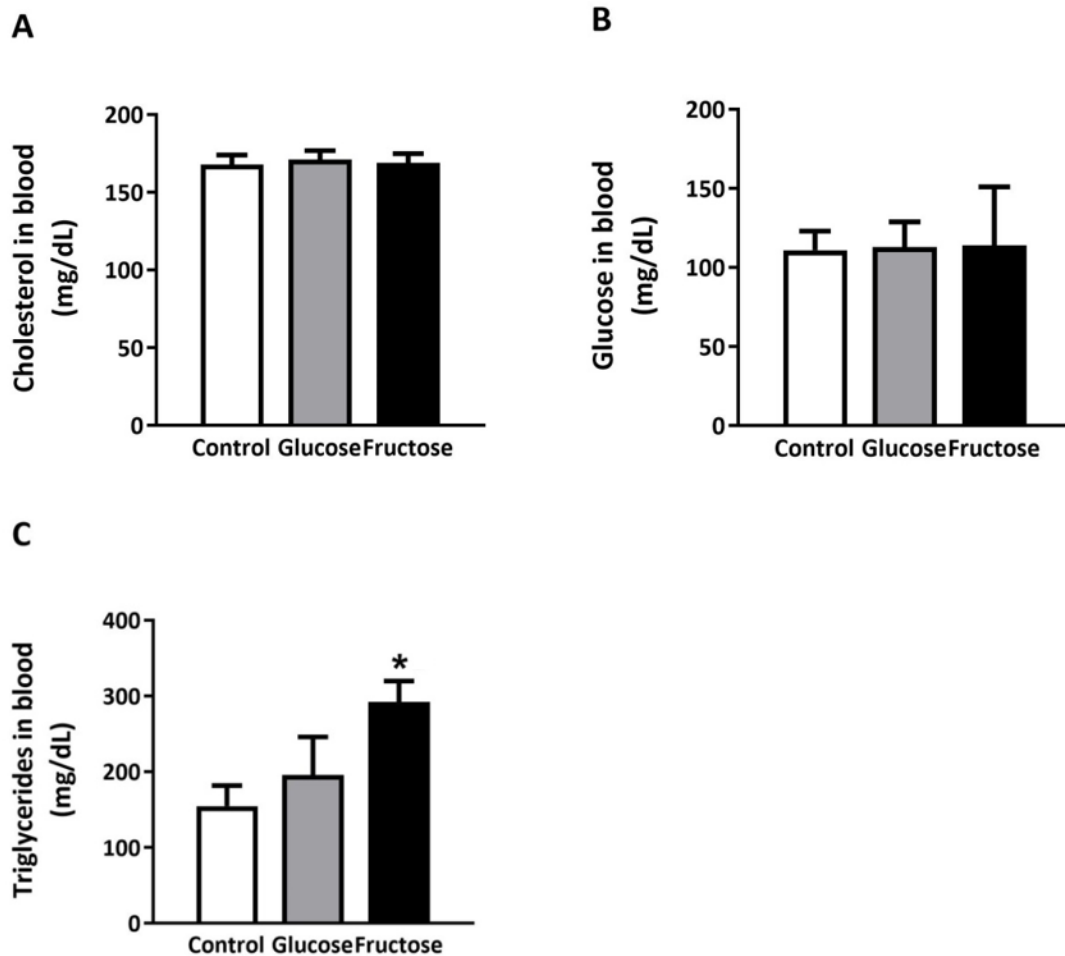 A
Cholesterol in blood
(mg/dL)
200
150
100
50
0
Control Glucose Fructose
B
Glucose in blood
(mg/dL)
200
150
100
50
0
Control Glucose Fructose
C
Triglycerides in blood
(mg/dL)
400
300
200
100
0
*
Control Glucose Fructose